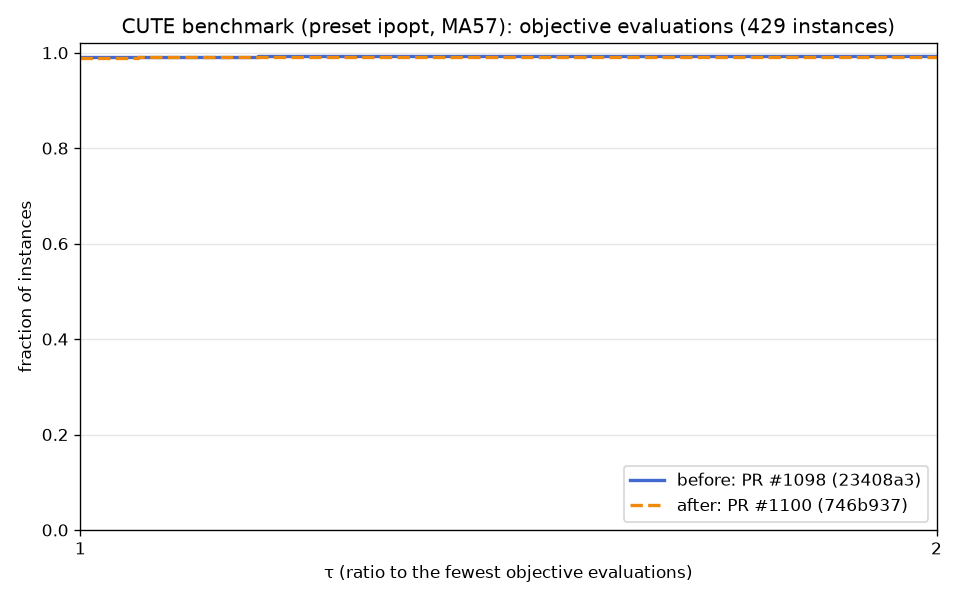 CUTE benchmark (preset ipopt, MA57): objective evaluations (429 instances)
fraction of instances
1.0
0.8
0.6
0.4
0.2
0.0
before: PR #1098 (23408a3)
after: PR #1100 (746b937)
1
2
τ (ratio to the fewest objective evaluations)